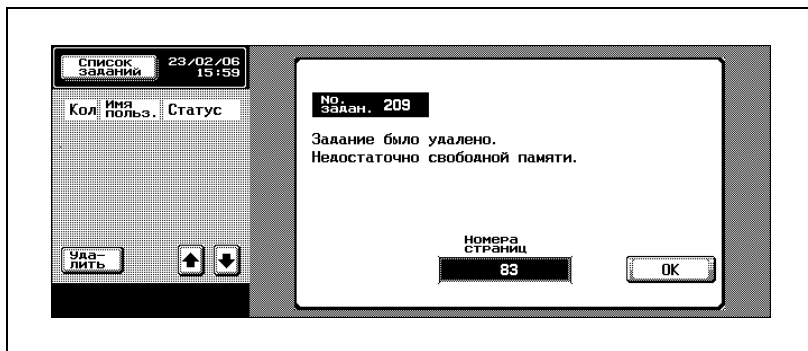 Список
заданий
23/02/06
15:59
Кол Имя
польз. Статус
Уда-
лить
No.
задан. 209
Задание было удалено.
Недостаточно свободной памяти.
Номера
страниц
83
OK